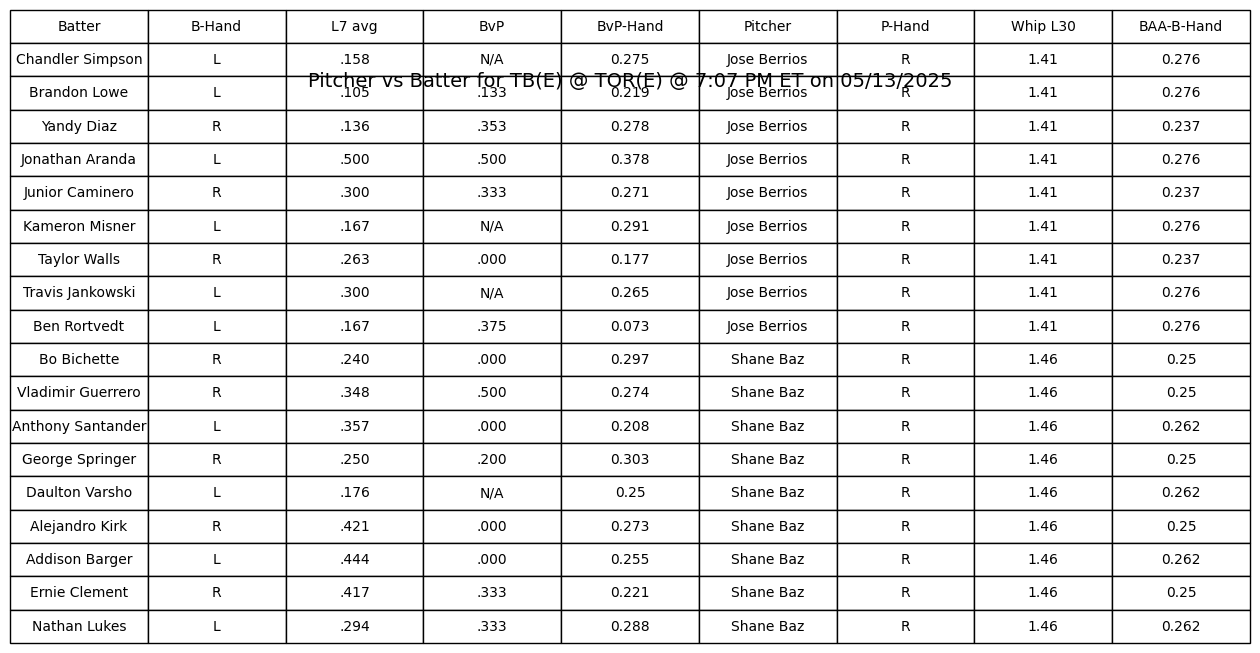 Batter B-Hand L7 avg BvP BvP-Hand Pitcher P-Hand Whip L30 BAA-B-Hand
Chandler Simpson L .158 N/A 0.275 Jose Berrios R 1.41 0.276
Pitcher vs Batter for TB(E) @ TOR(E) @ 7:07 PM ET on 05/13/2025
Brandon Lowe L .105 .133 0.219 Jose Berrios R 1.41 0.276
Yandy Diaz R .136 .353 0.278 Jose Berrios R 1.41 0.237
Jonathan Aranda L .500 .500 0.378 Jose Berrios R 1.41 0.276
Junior Caminero R .300 .333 0.271 Jose Berrios R 1.41 0.237
Kameron Misner L .167 N/A 0.291 Jose Berrios R 1.41 0.276
Taylor Walls R .263 .000 0.177 Jose Berrios R 1.41 0.237
Travis Jankowski L .300 N/A 0.265 Jose Berrios R 1.41 0.276
Ben Rortvedt L .167 .375 0.073 Jose Berrios R 1.41 0.276
Bo Bichette R .240 .000 0.297 Shane Baz R 1.46 0.25
Vladimir Guerrero R .348 .500 0.274 Shane Baz R 1.46 0.25
Anthony Santander L .357 .000 0.208 Shane Baz R 1.46 0.262
George Springer R .250 .200 0.303 Shane Baz R 1.46 0.25
Daulton Varsho L .176 N/A 0.25 Shane Baz R 1.46 0.262
Alejandro Kirk R .421 .000 0.273 Shane Baz R 1.46 0.25
Addison Barger L .444 .000 0.255 Shane Baz R 1.46 0.262
Ernie Clement R .417 .333 0.221 Shane Baz R 1.46 0.25
Nathan Lukes L .294 .333 0.288 Shane Baz R 1.46 0.262